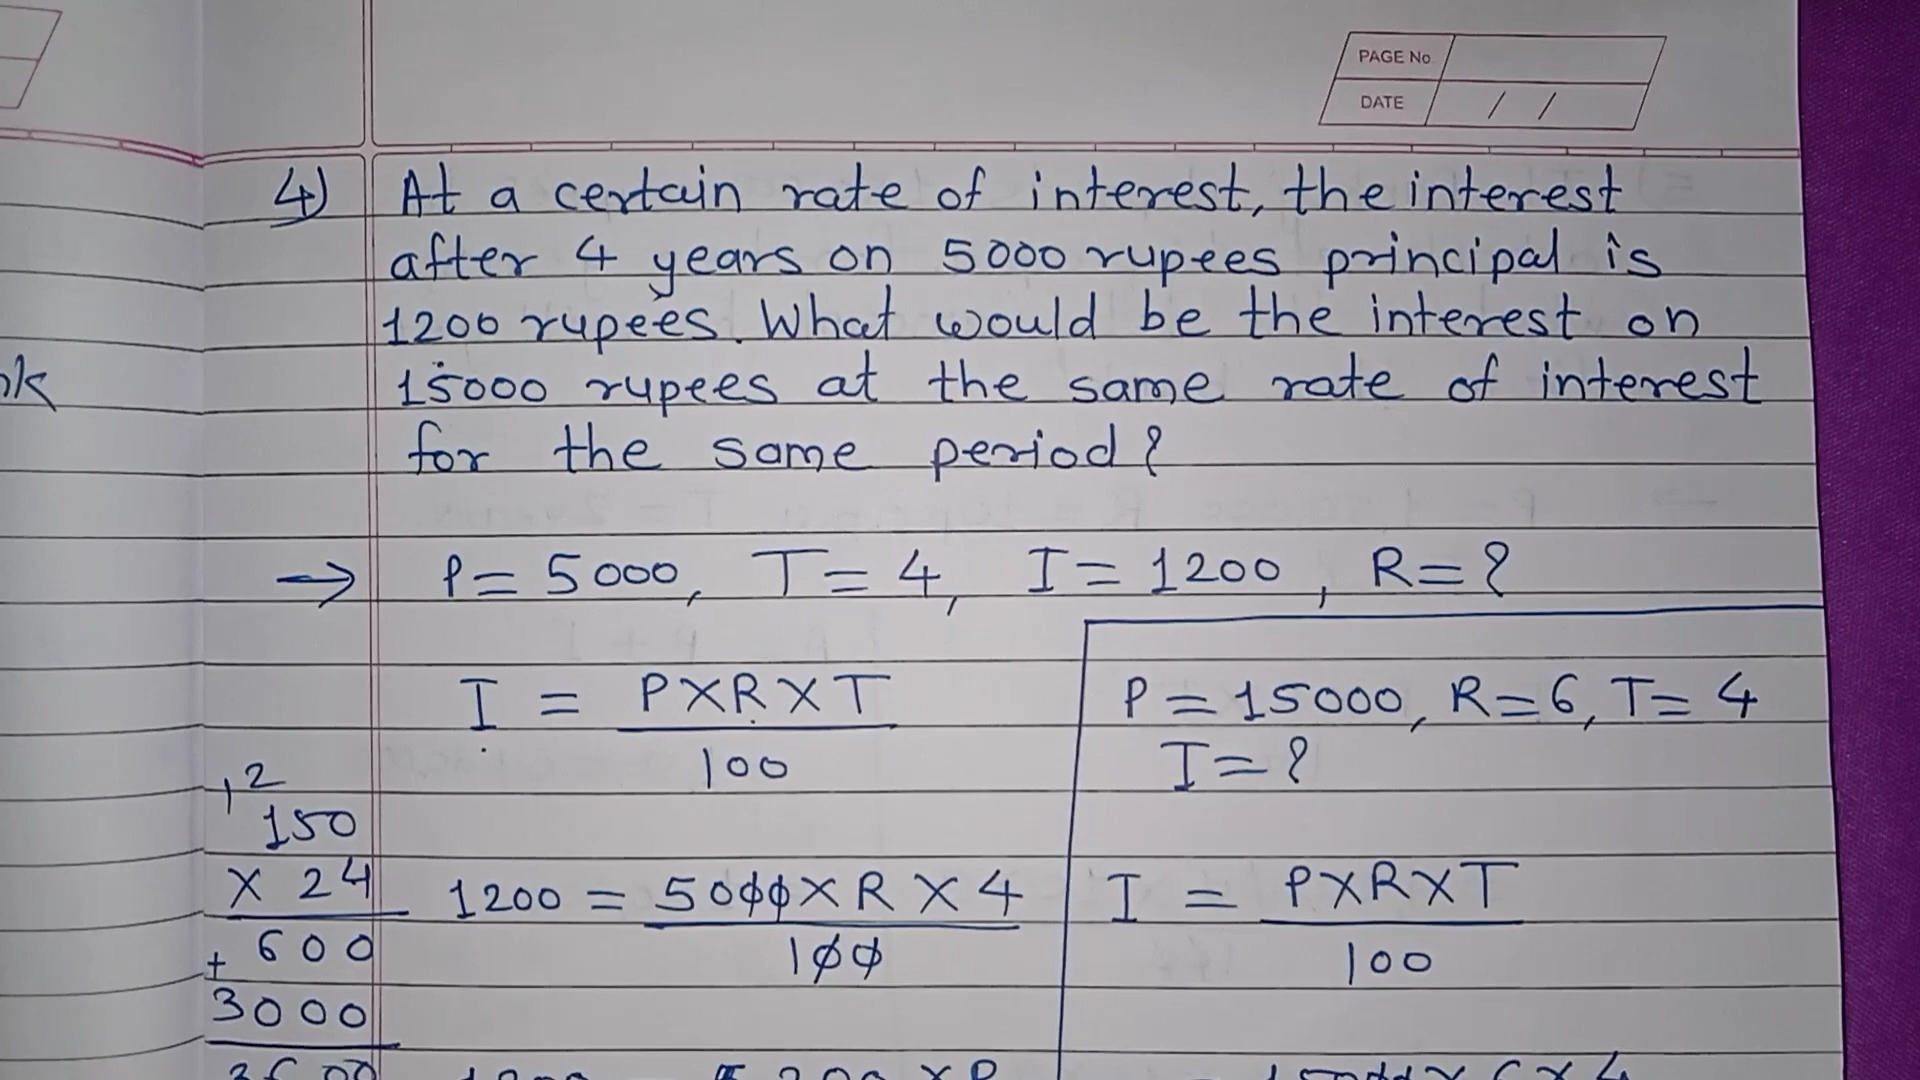 PAGE No.
DATE / /
4) At a certain rate of interest, the interest
after 4 years on 5000 rupees principal is
1200 rupees. What would be the interest on
15000 rupees at the same rate of interest
for the same period?
→ P = 5000, T = 4, I = 1200, R = ?
I = P X R X T
100
P = 15000, R = 6, T = 4
I = ?
1 2
150
X 24
+ 600
3000
1200 = 5000 X R X 4
100
I = P X R X T
100